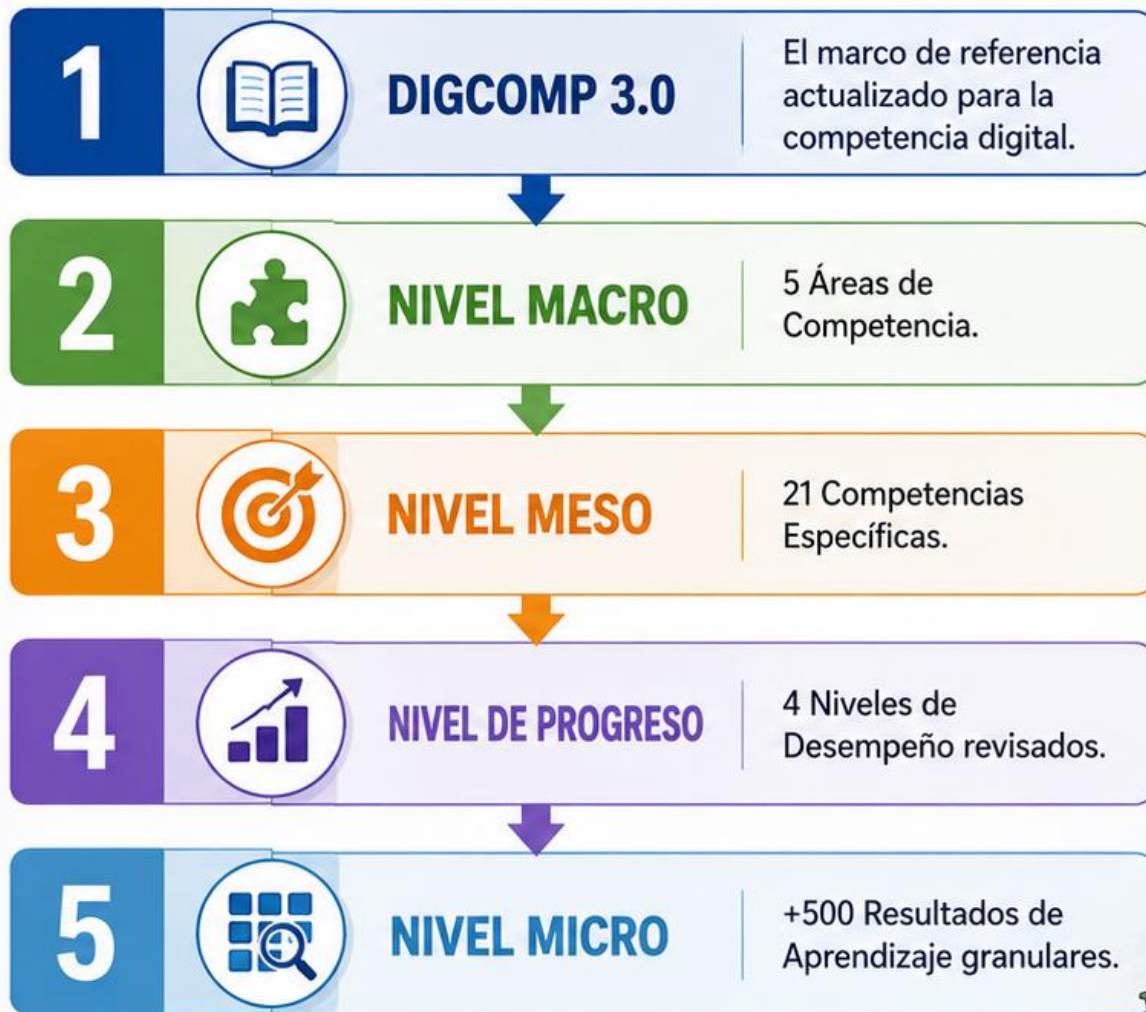 1
DIGCOMP 3.0
El marco de referencia
actualizado para la
competencia digital.
2
NIVEL MACRO
5 Áreas de
Competencia.
3
NIVEL MESO
21 Competencias
Específicas.
4
NIVEL DE PROGRESO
4 Niveles de
Desempeño revisados.
5
NIVEL MICRO
+500 Resultados de
Aprendizaje granulares.